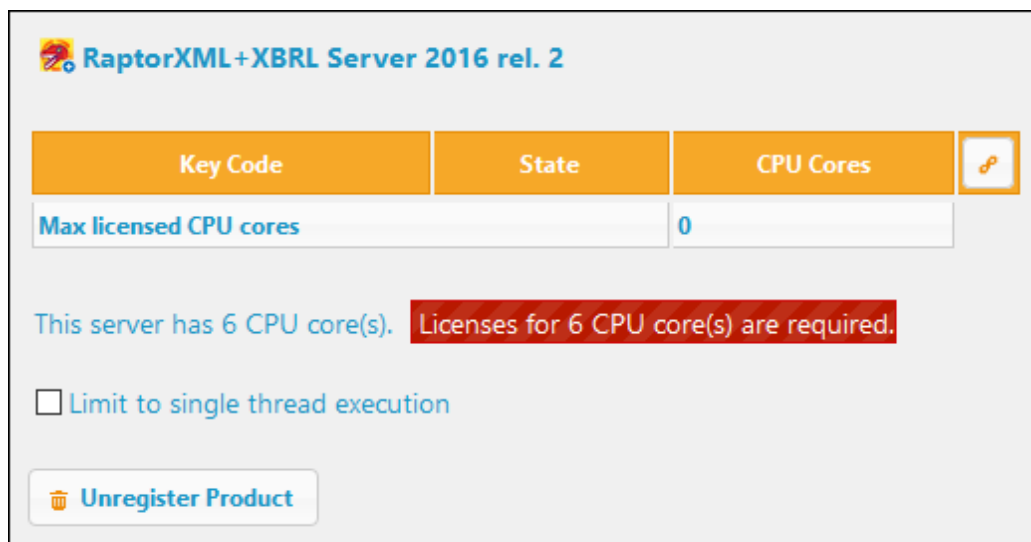 RaptorXML+XBRL Server 2016 rel. 2
Key Code State CPU Cores
Max licensed CPU cores 0
This server has 6 CPU core(s). Licenses for 6 CPU core(s) are required.
Limit to single thread execution
Unregister Product